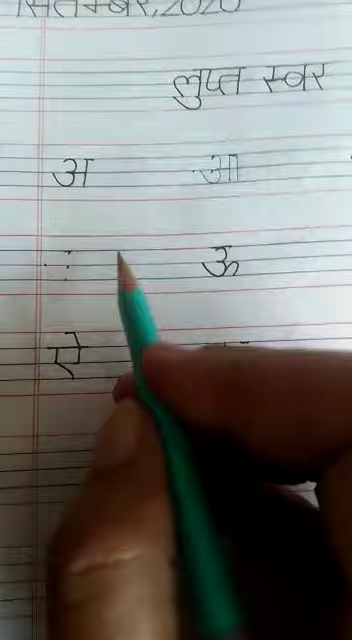 सितम्बर,2020
लुप्त स्वर
अ आ
ऊ
ए